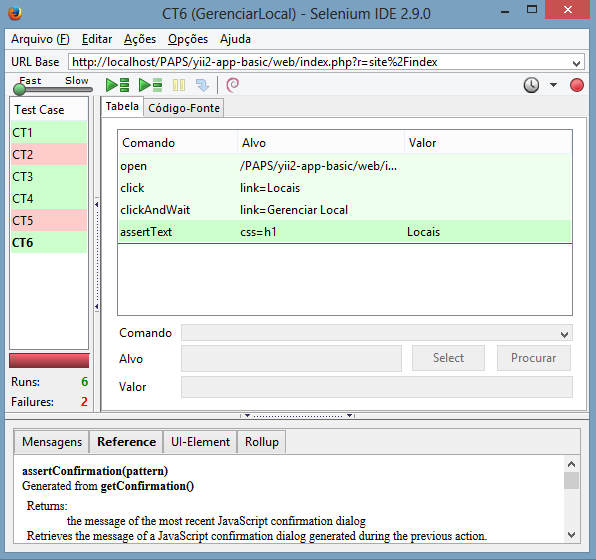 CT6 (GerenciarLocal) - Selenium IDE 2.9.0
Arquivo (F) Editar Ações Opções Ajuda
URL Base http://localhost/PAPS/yii2-app-basic/web/index.php?r=site%2Findex
Fast Slow
Test Case
CT1
CT2
CT3
CT4
CT5
CT6
Runs: 6
Failures: 2
Tabela Código-Fonte
Comando Alvo Valor
open /PAPS/yii2-app-basic/web/i...
click link=Locais
clickAndWait link=Gerenciar Local
assertText css=h1 Locais
Comando
Alvo Select Procurar
Valor
Mensagens Reference UI-Element Rollup
assertConfirmation(pattern)
Generated from getConfirmation()
Returns:
the message of the most recent JavaScript confirmation dialog
Retrieves the message of a JavaScript confirmation dialog generated during the previous action.